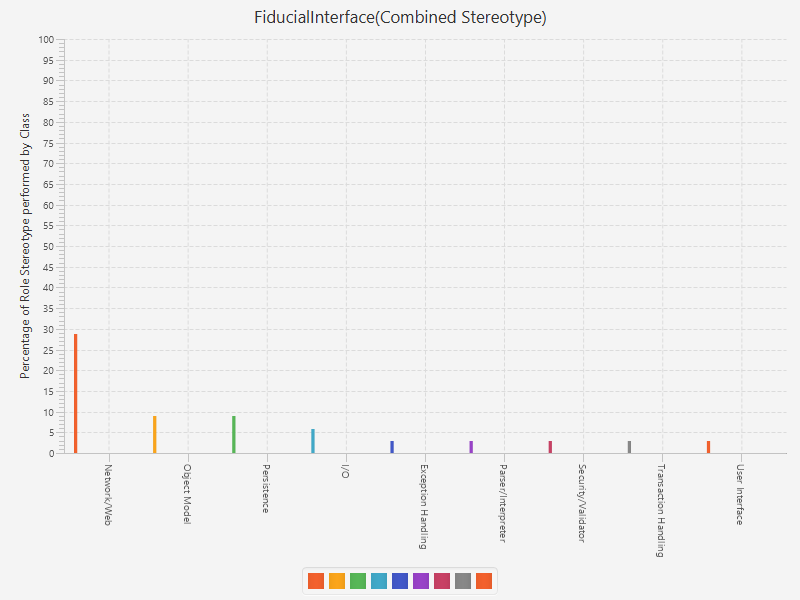 FiducialInterface(Combined Stereotype)
Percentage of Role Stereotype performed by Class
100
95
90
85
80
75
70
65
60
55
50
45
40
35
30
25
20
15
10
5
0
Network/Web
Object Model
Persistence
I/O
Exception Handling
Parser/Interpreter
Security/Validator
Transaction Handling
User Interface